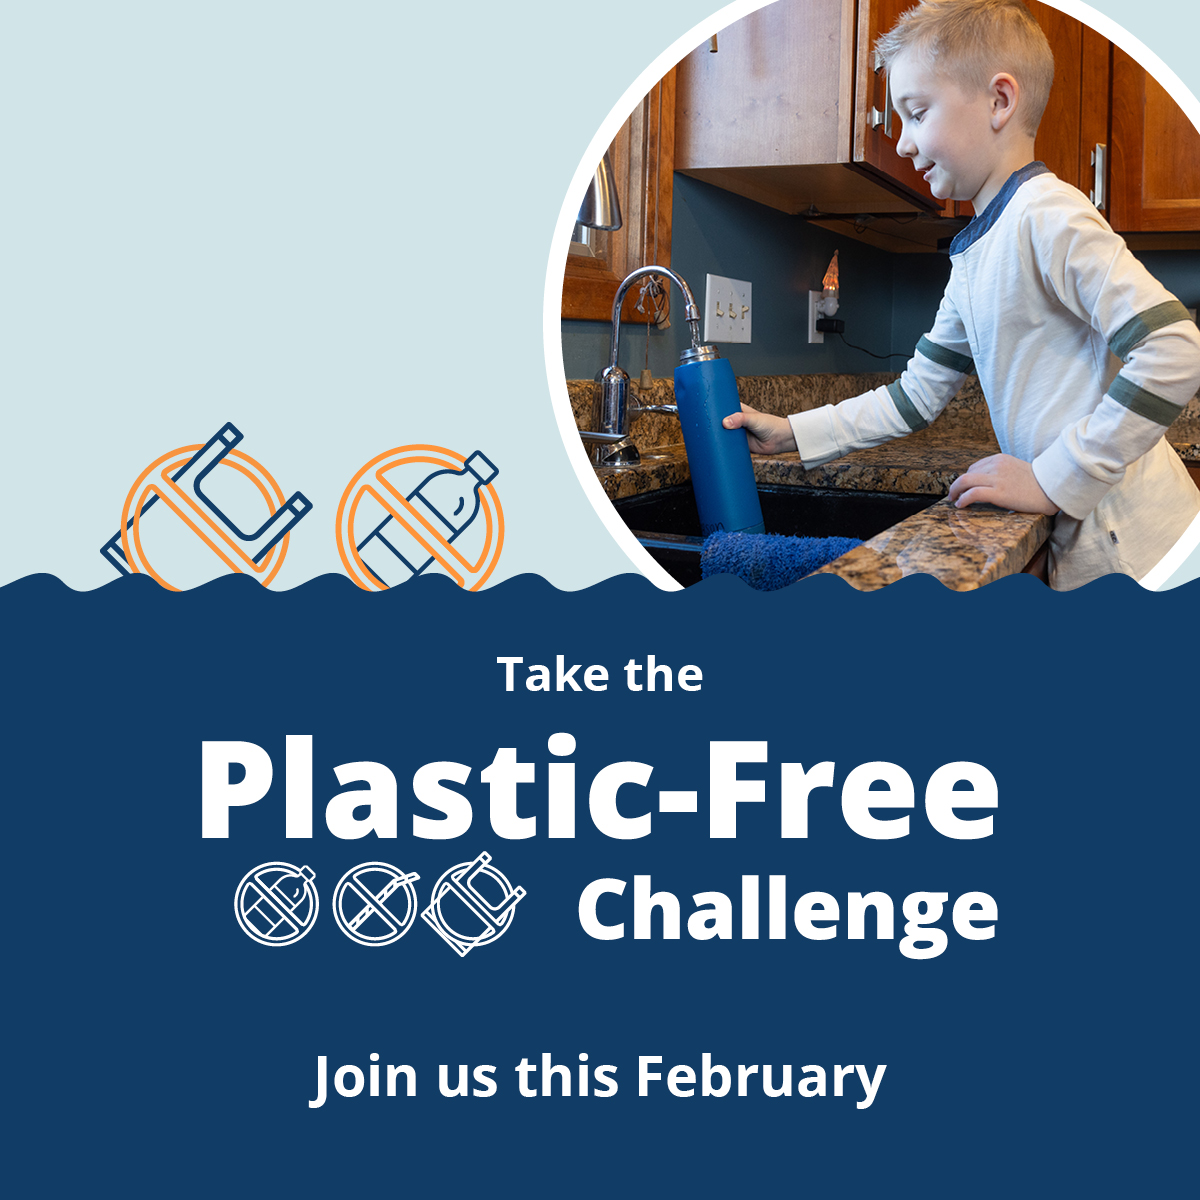 Take the
Plastic-Free
Challenge
Join us this February